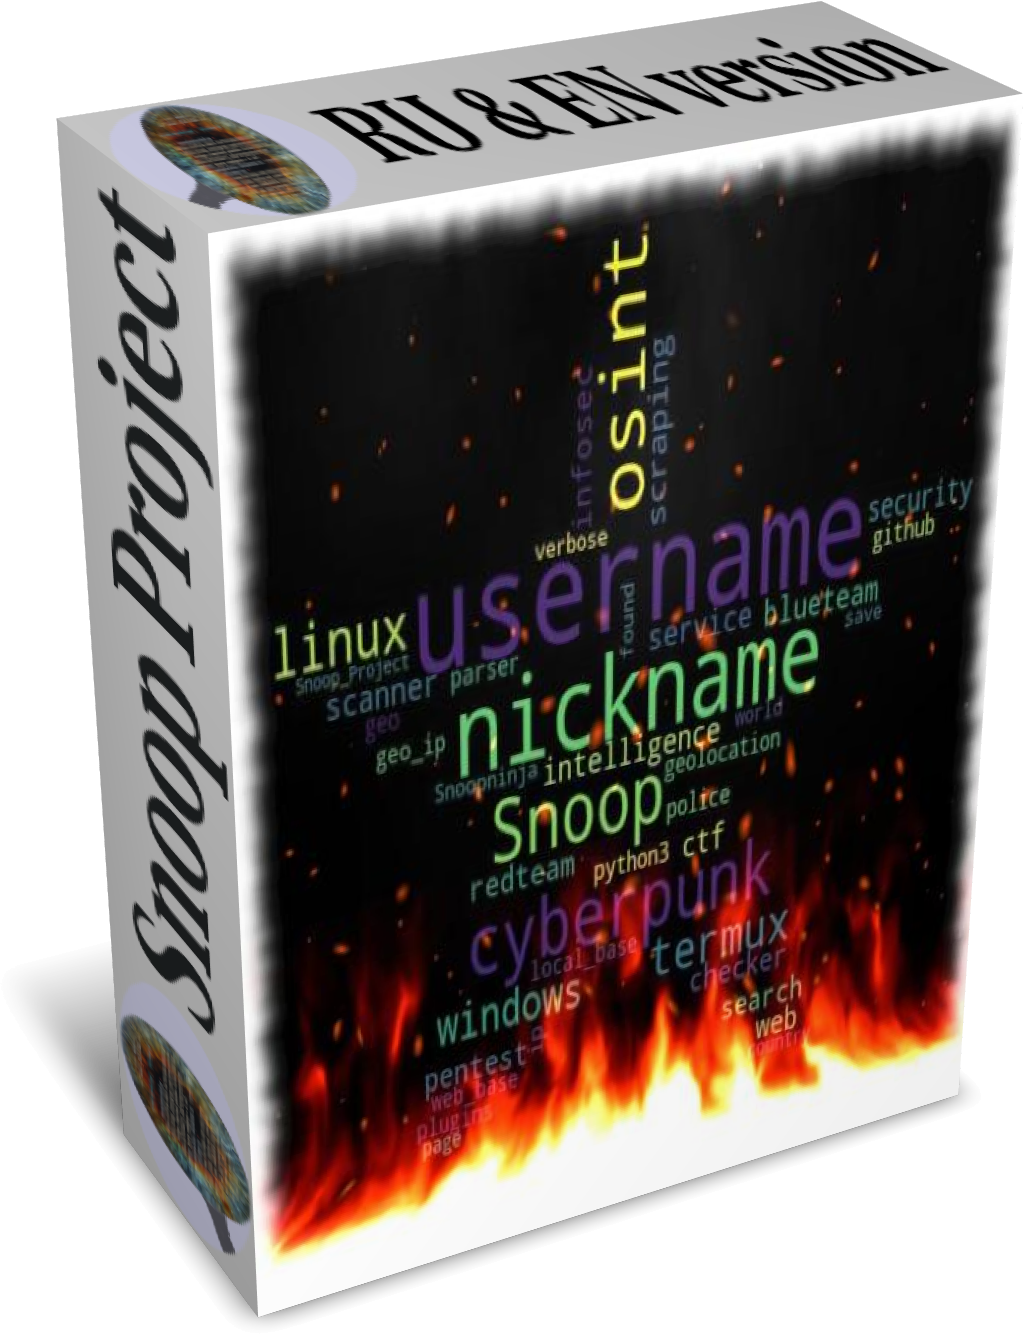 RU & EN version
Snoop Project
osint
infosec
scraping
security
github
verbose
username
found
service
blueteam
save
linux
Snoop_Project
scanner
parser
nickname
geo
geo_ip
world
intelligence
geolocation
Snoopninja
Snoop
police
ctf
python3
redteam
cyberpunk
local_base
termux
checker
windows
search
web
country
ip
pentest
web_base
plugins
page